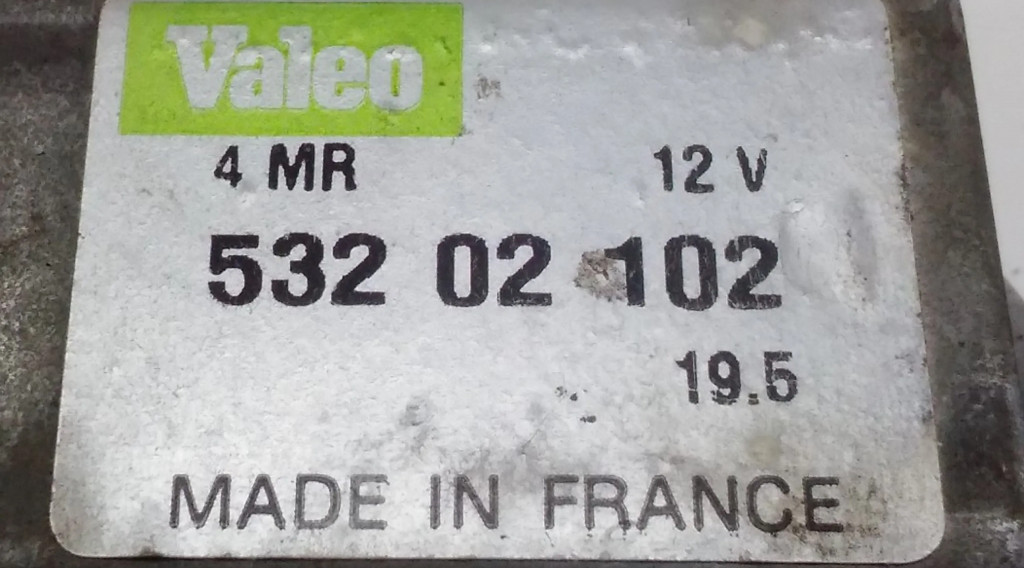 Valeo
4 MR 12 V
532 02 102
19.5
MADE IN FRANCE